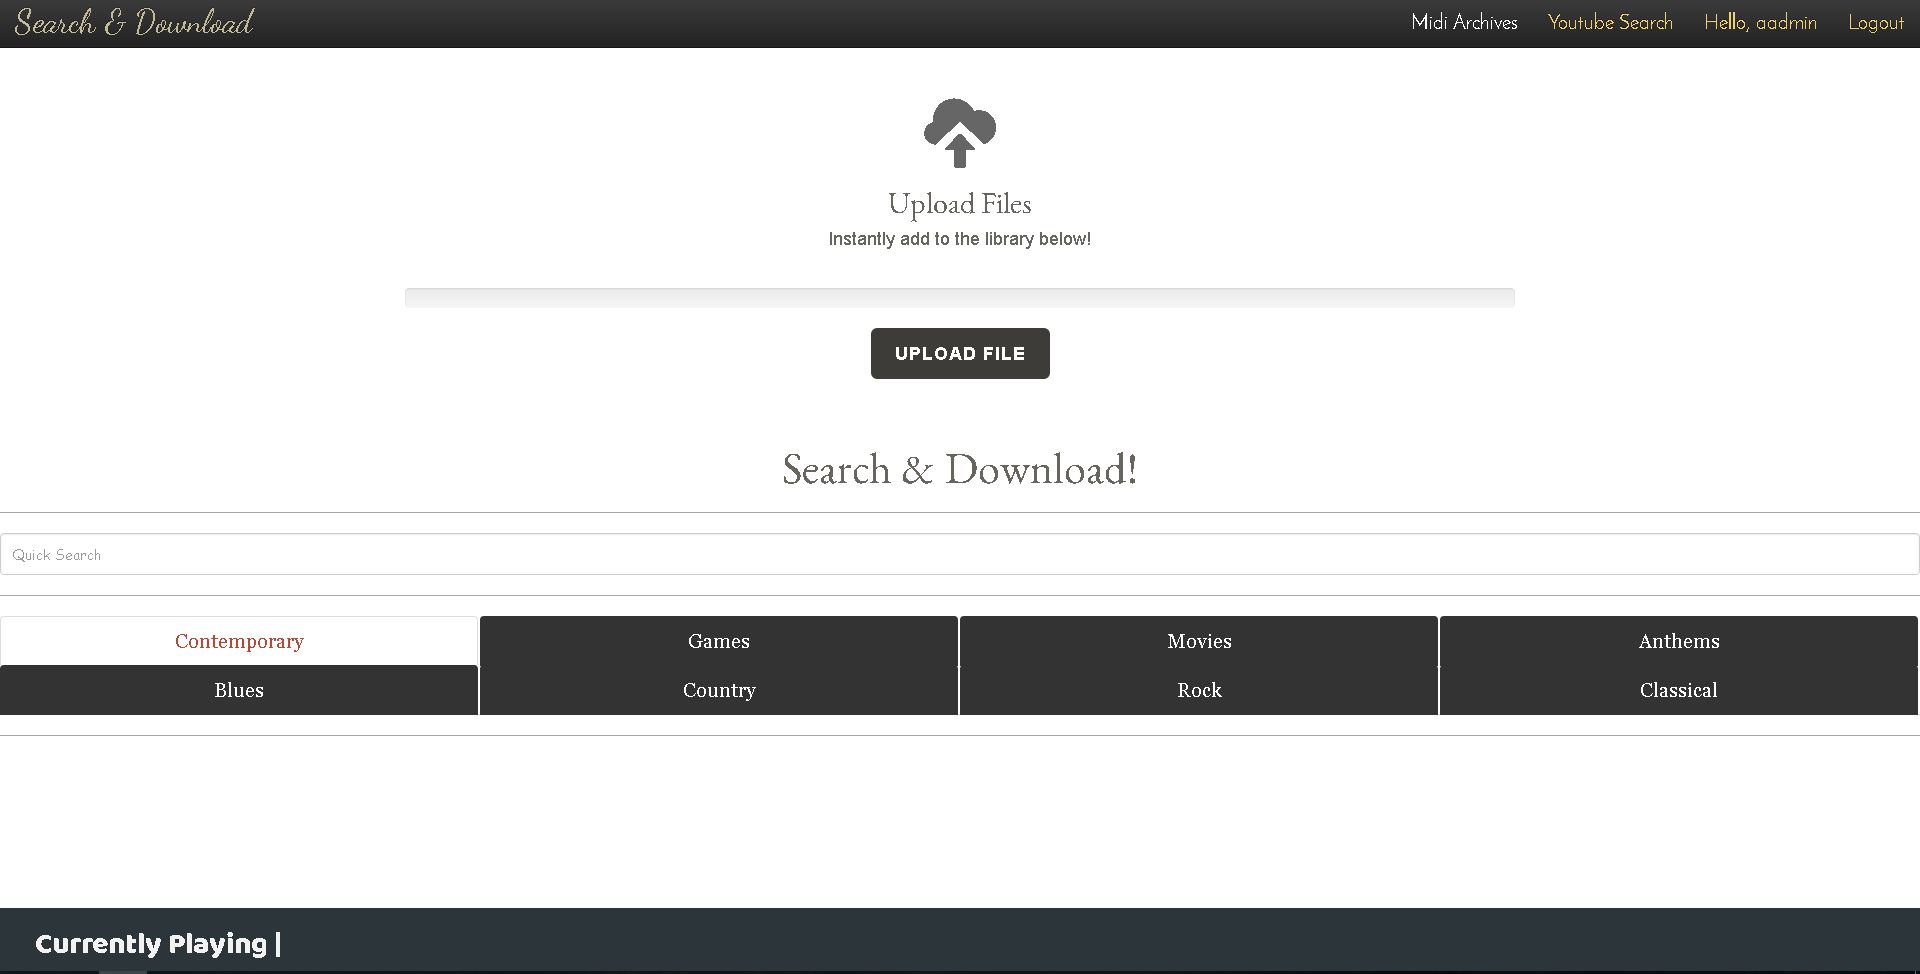 Search & Download
Midi Archives Youtube Search Hello, aadmin Logout
Upload Files
Instantly add to the library below!
UPLOAD FILE
Search & Download!
Quick Search
Contemporary Games Movies Anthems
Blues Country Rock Classical
Currently Playing |